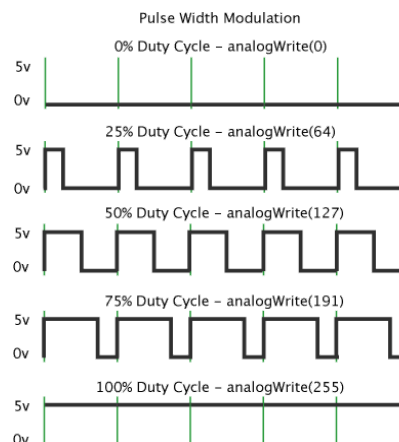 Pulse Width Modulation
0% Duty Cycle – analogWrite(0)
5v
0v
25% Duty Cycle – analogWrite(64)
5v
0v
50% Duty Cycle – analogWrite(127)
5v
0v
75% Duty Cycle – analogWrite(191)
5v
0v
100% Duty Cycle – analogWrite(255)
5v
0v